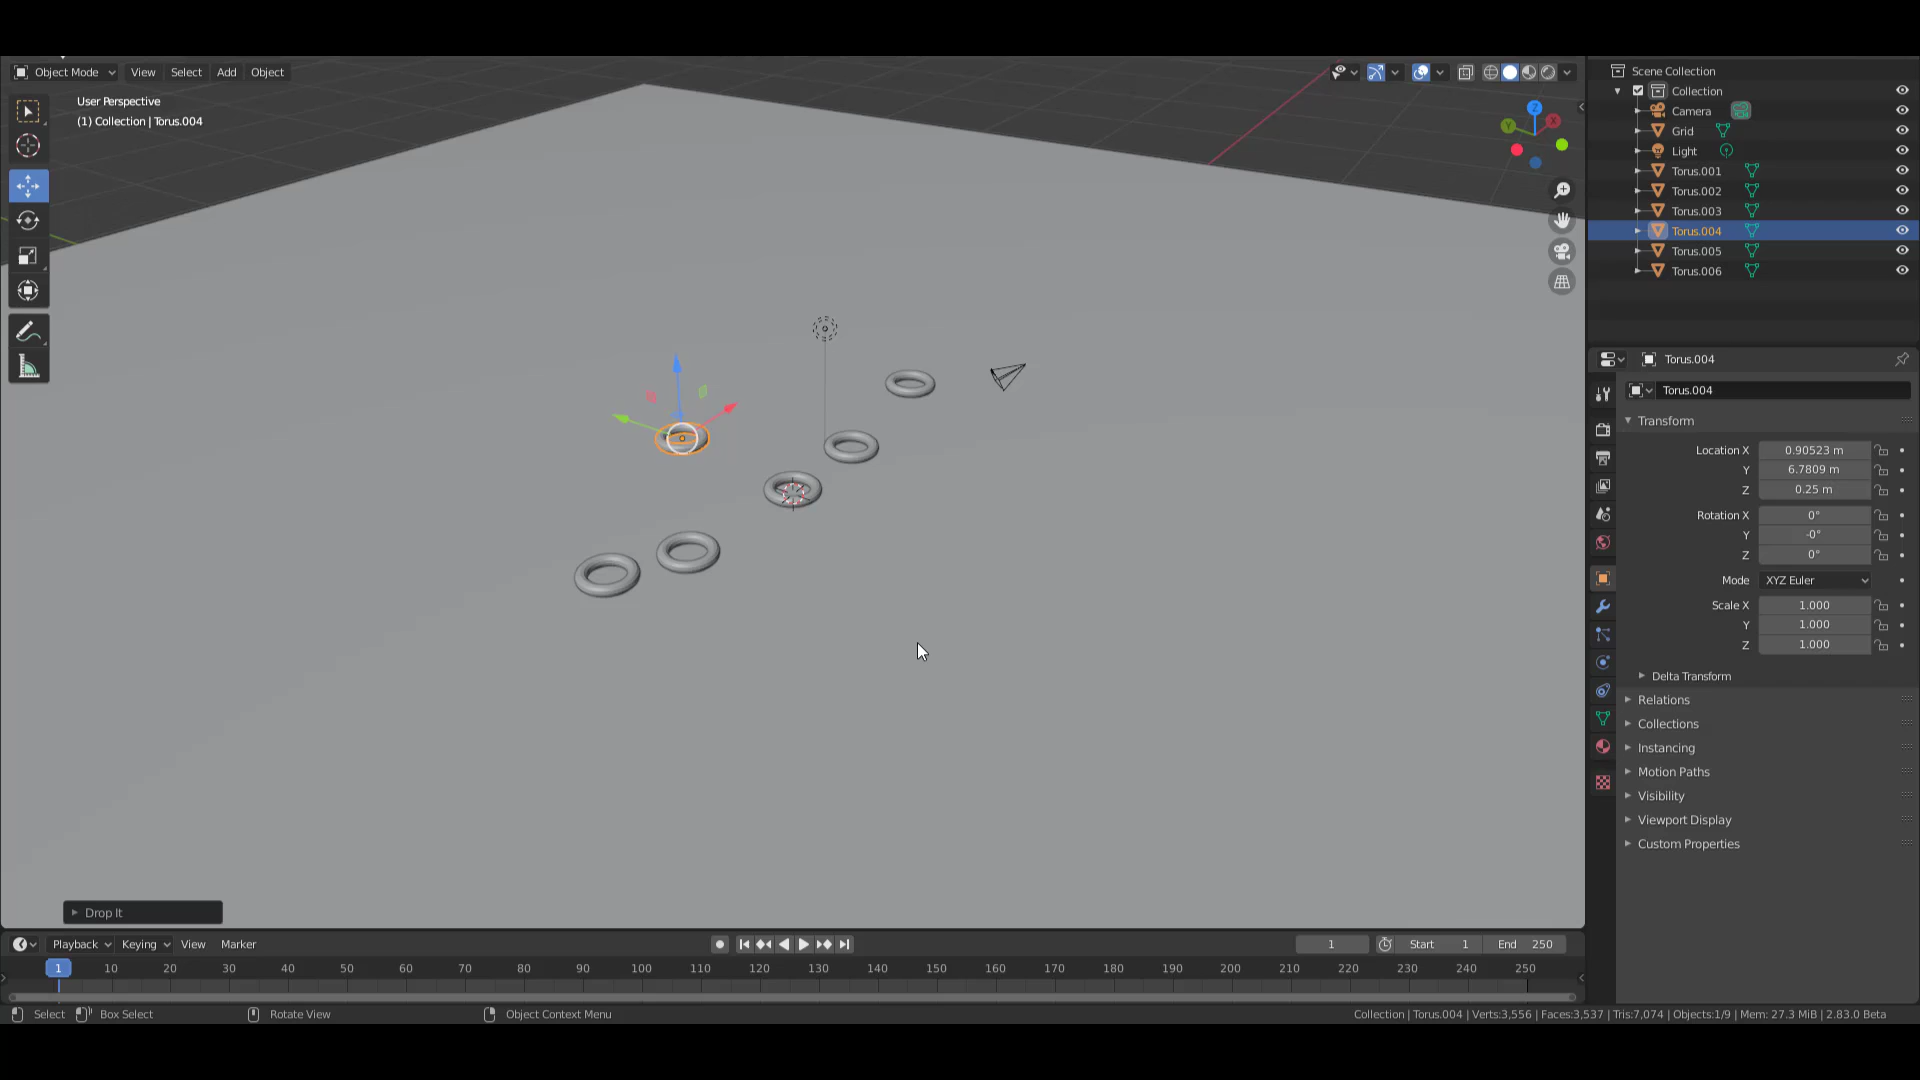 Object Mode View Select Add Object
User Perspective
(1) Collection | Torus.004
Z
Y
X
Scene Collection
Collection
Camera
Grid
Light
Torus.001
Torus.002
Torus.003
Torus.004
Torus.005
Torus.006
Torus.004
Torus.004
Transform
Location X 0.90523 m
Y 6.7809 m
Z 0.25 m
Rotation X 0°
Y -0°
Z 0°
Mode XYZ Euler
Scale X 1.000
Y 1.000
Z 1.000
Delta Transform
Relations
Collections
Instancing
Motion Paths
Visibility
Viewport Display
Custom Properties
Drop It
Playback Keying View Marker 1 Start 1 End 250
1 10 20 30 40 50 60 70 80 90 100 110 120 130 140 150 160 170 180 190 200 210 220 230 240 250
Select Box Select Rotate View Object Context Menu Collection | Torus.004 | Verts:3,556 | Faces:3,537 | Tris:7,074 | Objects:1/9 | Mem: 27.3 MiB | 2.83.0 Beta